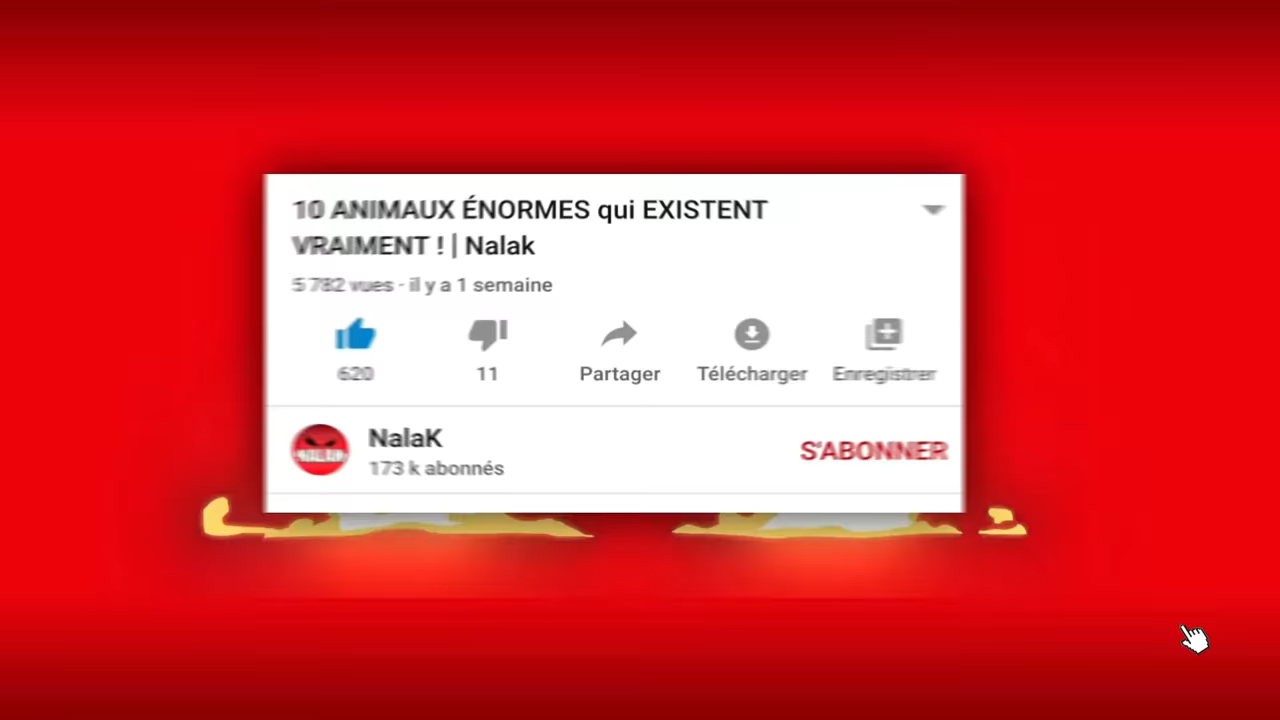 10 ANIMAUX ÉNORMES qui EXISTENT
VRAIMENT ! | Nalak
5 782 vues - il y a 1 semaine
620
11
Partager
Télécharger
Enregistrer
NALAK
NalaK
173 k abonnés
S'ABONNER